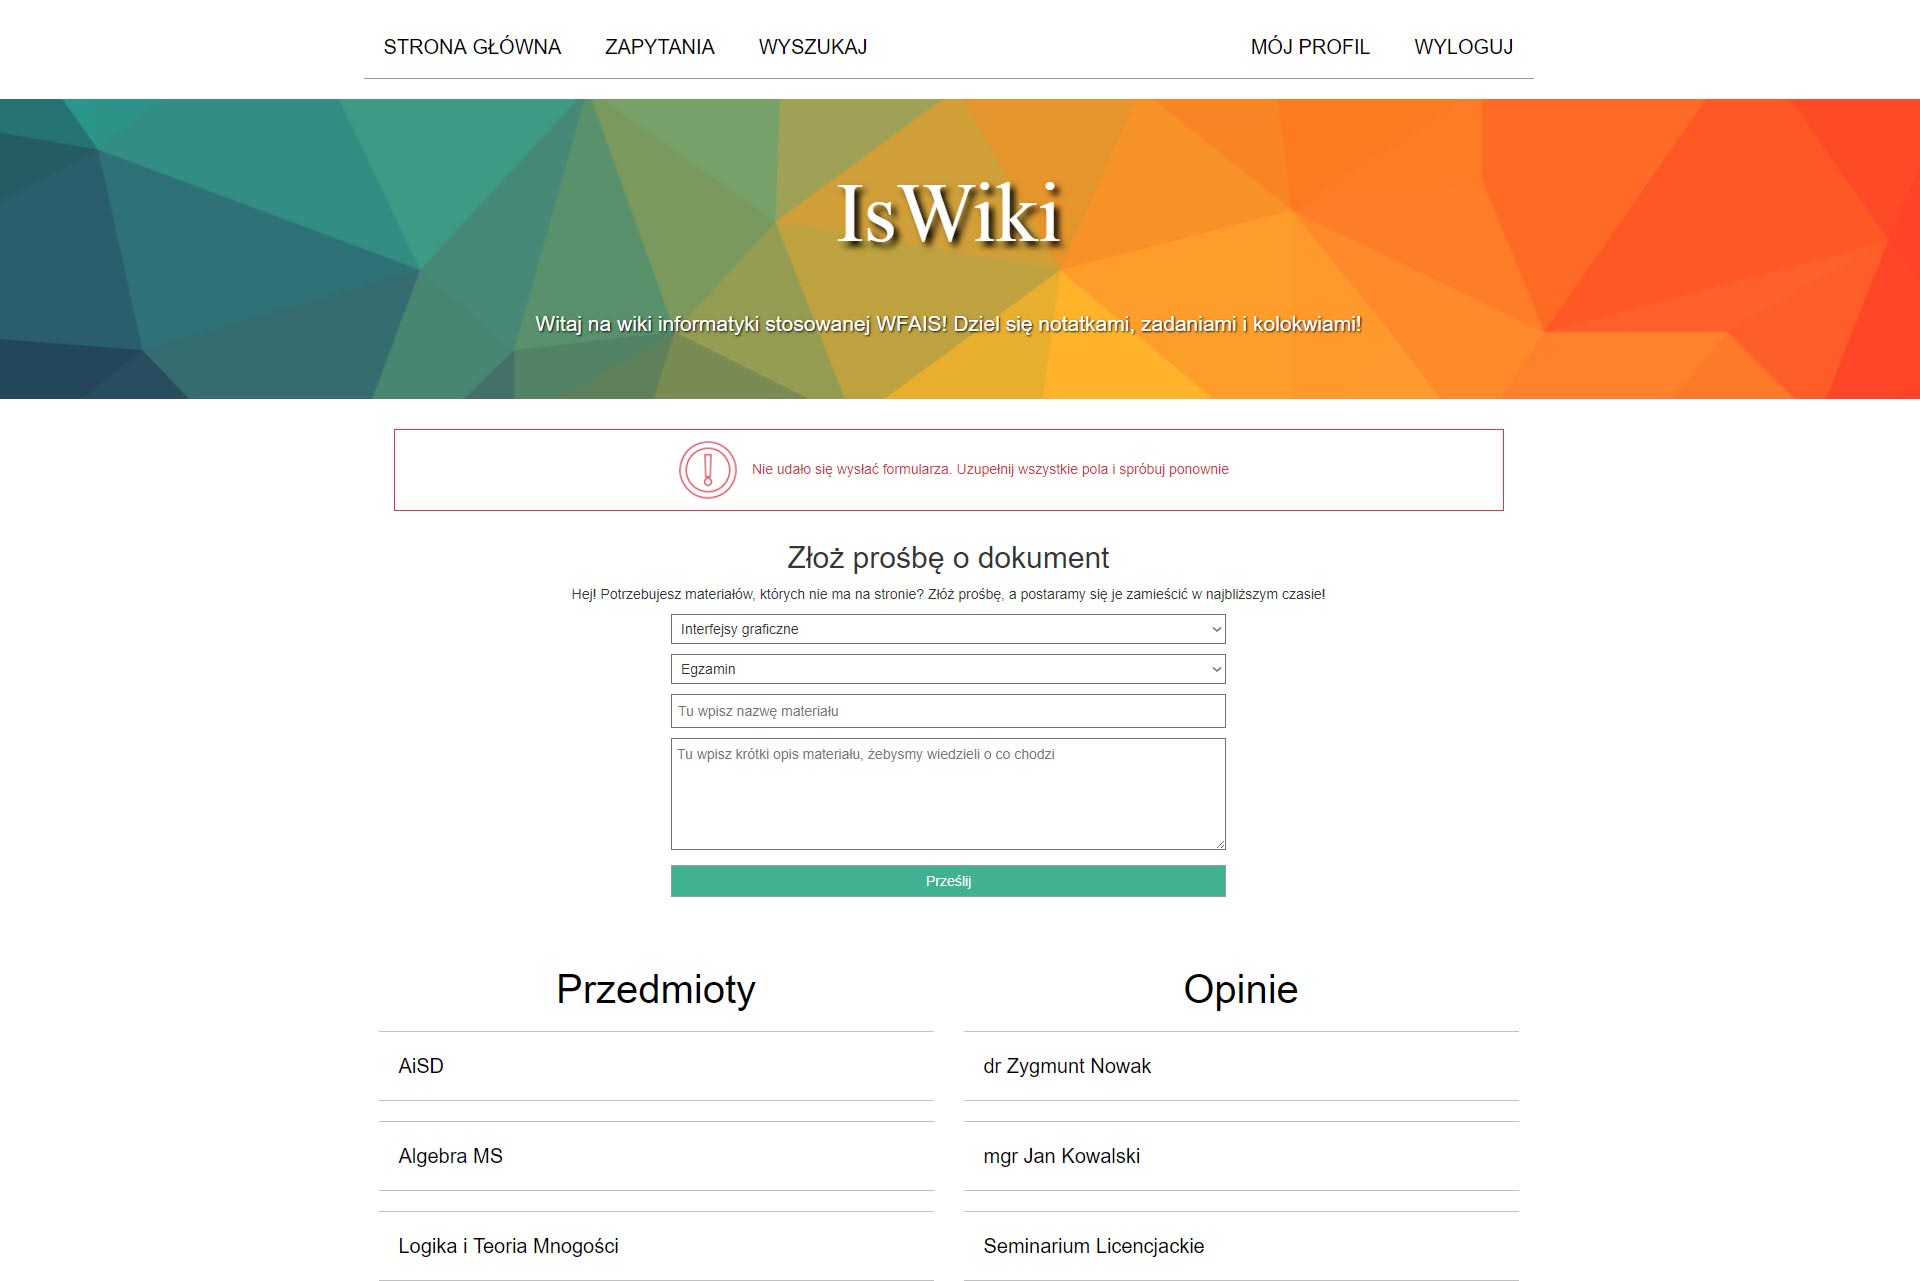 STRONA GŁÓWNA ZAPYTANIA WYSZUKAJ MÓJ PROFIL WYLOGUJ
IsWiki
Witaj na wiki informatyki stosowanej WFAIS! Dziel się notatkami, zadaniami i kolokwiami!
Nie udało się wysłać formularza. Uzupełnij wszystkie pola i spróbuj ponownie
Złoż prośbę o dokument
Hej! Potrzebujesz materiałów, których nie ma na stronie? Złóż prośbę, a postaramy się je zamieścić w najbliższym czasie!
Interfejsy graficzne
Egzamin
Tu wpisz nazwę materiału
Tu wpisz krótki opis materiału, żebysmy wiedzieli o co chodzi
Prześlij
Przedmioty
AiSD
Algebra MS
Logika i Teoria Mnogości
Opinie
dr Zygmunt Nowak
mgr Jan Kowalski
Seminarium Licencjackie